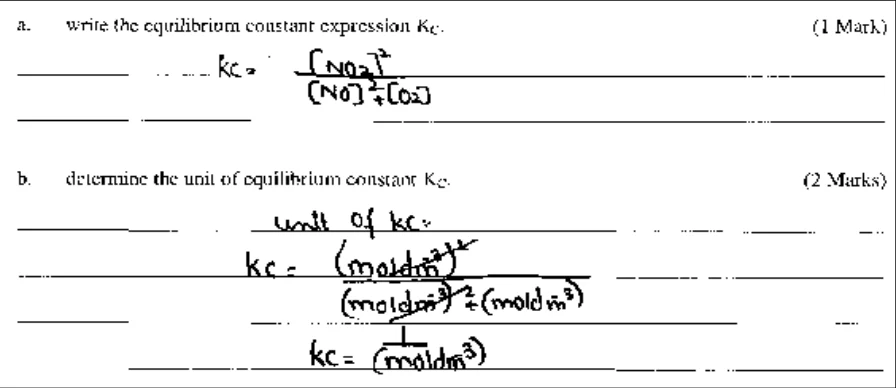 a. write the equilibrium constant expression Kc. (1 Mark)
kc = [NO2]²
[NO]² + [O2]
b. determine the unit of equilibrium constant Kc. (2 Marks)
unit of kc:
kc = (moldm⁻³)²
(moldm⁻³)² + (moldm⁻³)
1
kc = (moldm⁻³)